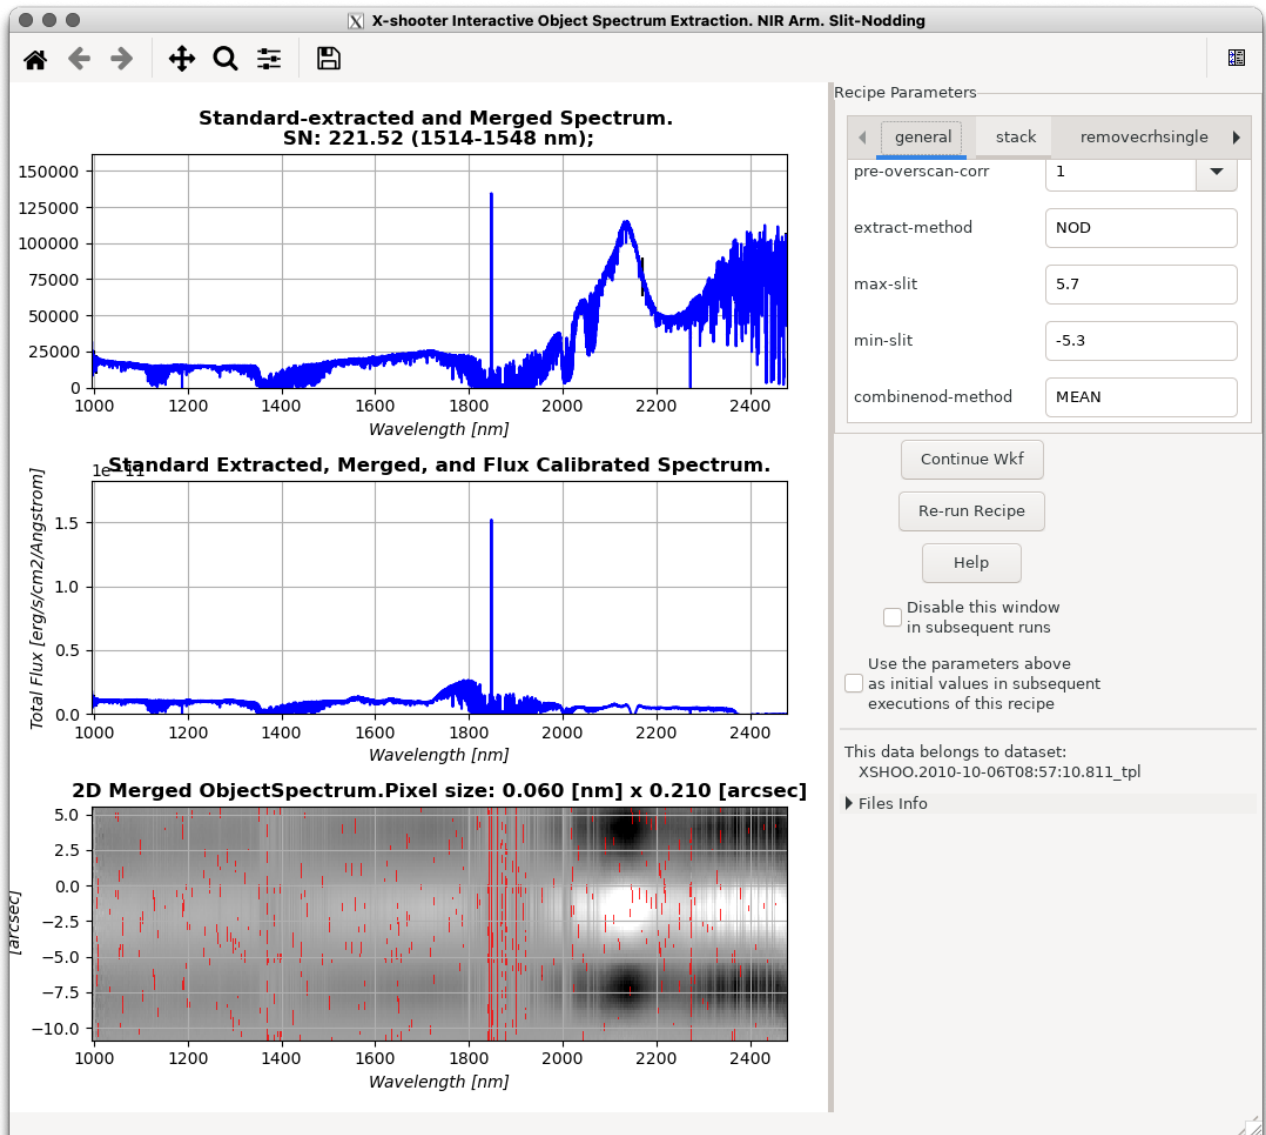 X-shooter Interactive Object Spectrum Extraction. NIR Arm. Slit-Nodding
Standard-extracted and Merged Spectrum.
SN: 221.52 (1514-1548 nm);
150000
125000
100000
75000
50000
25000
0
1000 1200 1400 1600 1800 2000 2200 2400
Wavelength [nm]
1e-11
Standard Extracted, Merged, and Flux Calibrated Spectrum.
Total Flux [erg/s/cm2/Angstrom]
1.5
1.0
0.5
0.0
1000 1200 1400 1600 1800 2000 2200 2400
Wavelength [nm]
2D Merged ObjectSpectrum.Pixel size: 0.060 [nm] x 0.210 [arcsec]
[arcsec]
5.0
2.5
0.0
−2.5
−5.0
−7.5
−10.0
1000 1200 1400 1600 1800 2000 2200 2400
Wavelength [nm]
Recipe Parameters
general stack removecrhsingle
pre-overscan-corr 1
extract-method NOD
max-slit 5.7
min-slit -5.3
combinenod-method MEAN
Continue Wkf
Re-run Recipe
Help
Disable this window
in subsequent runs
Use the parameters above
as initial values in subsequent
executions of this recipe
This data belongs to dataset:
XSHOO.2010-10-06T08:57:10.811_tpl
Files Info